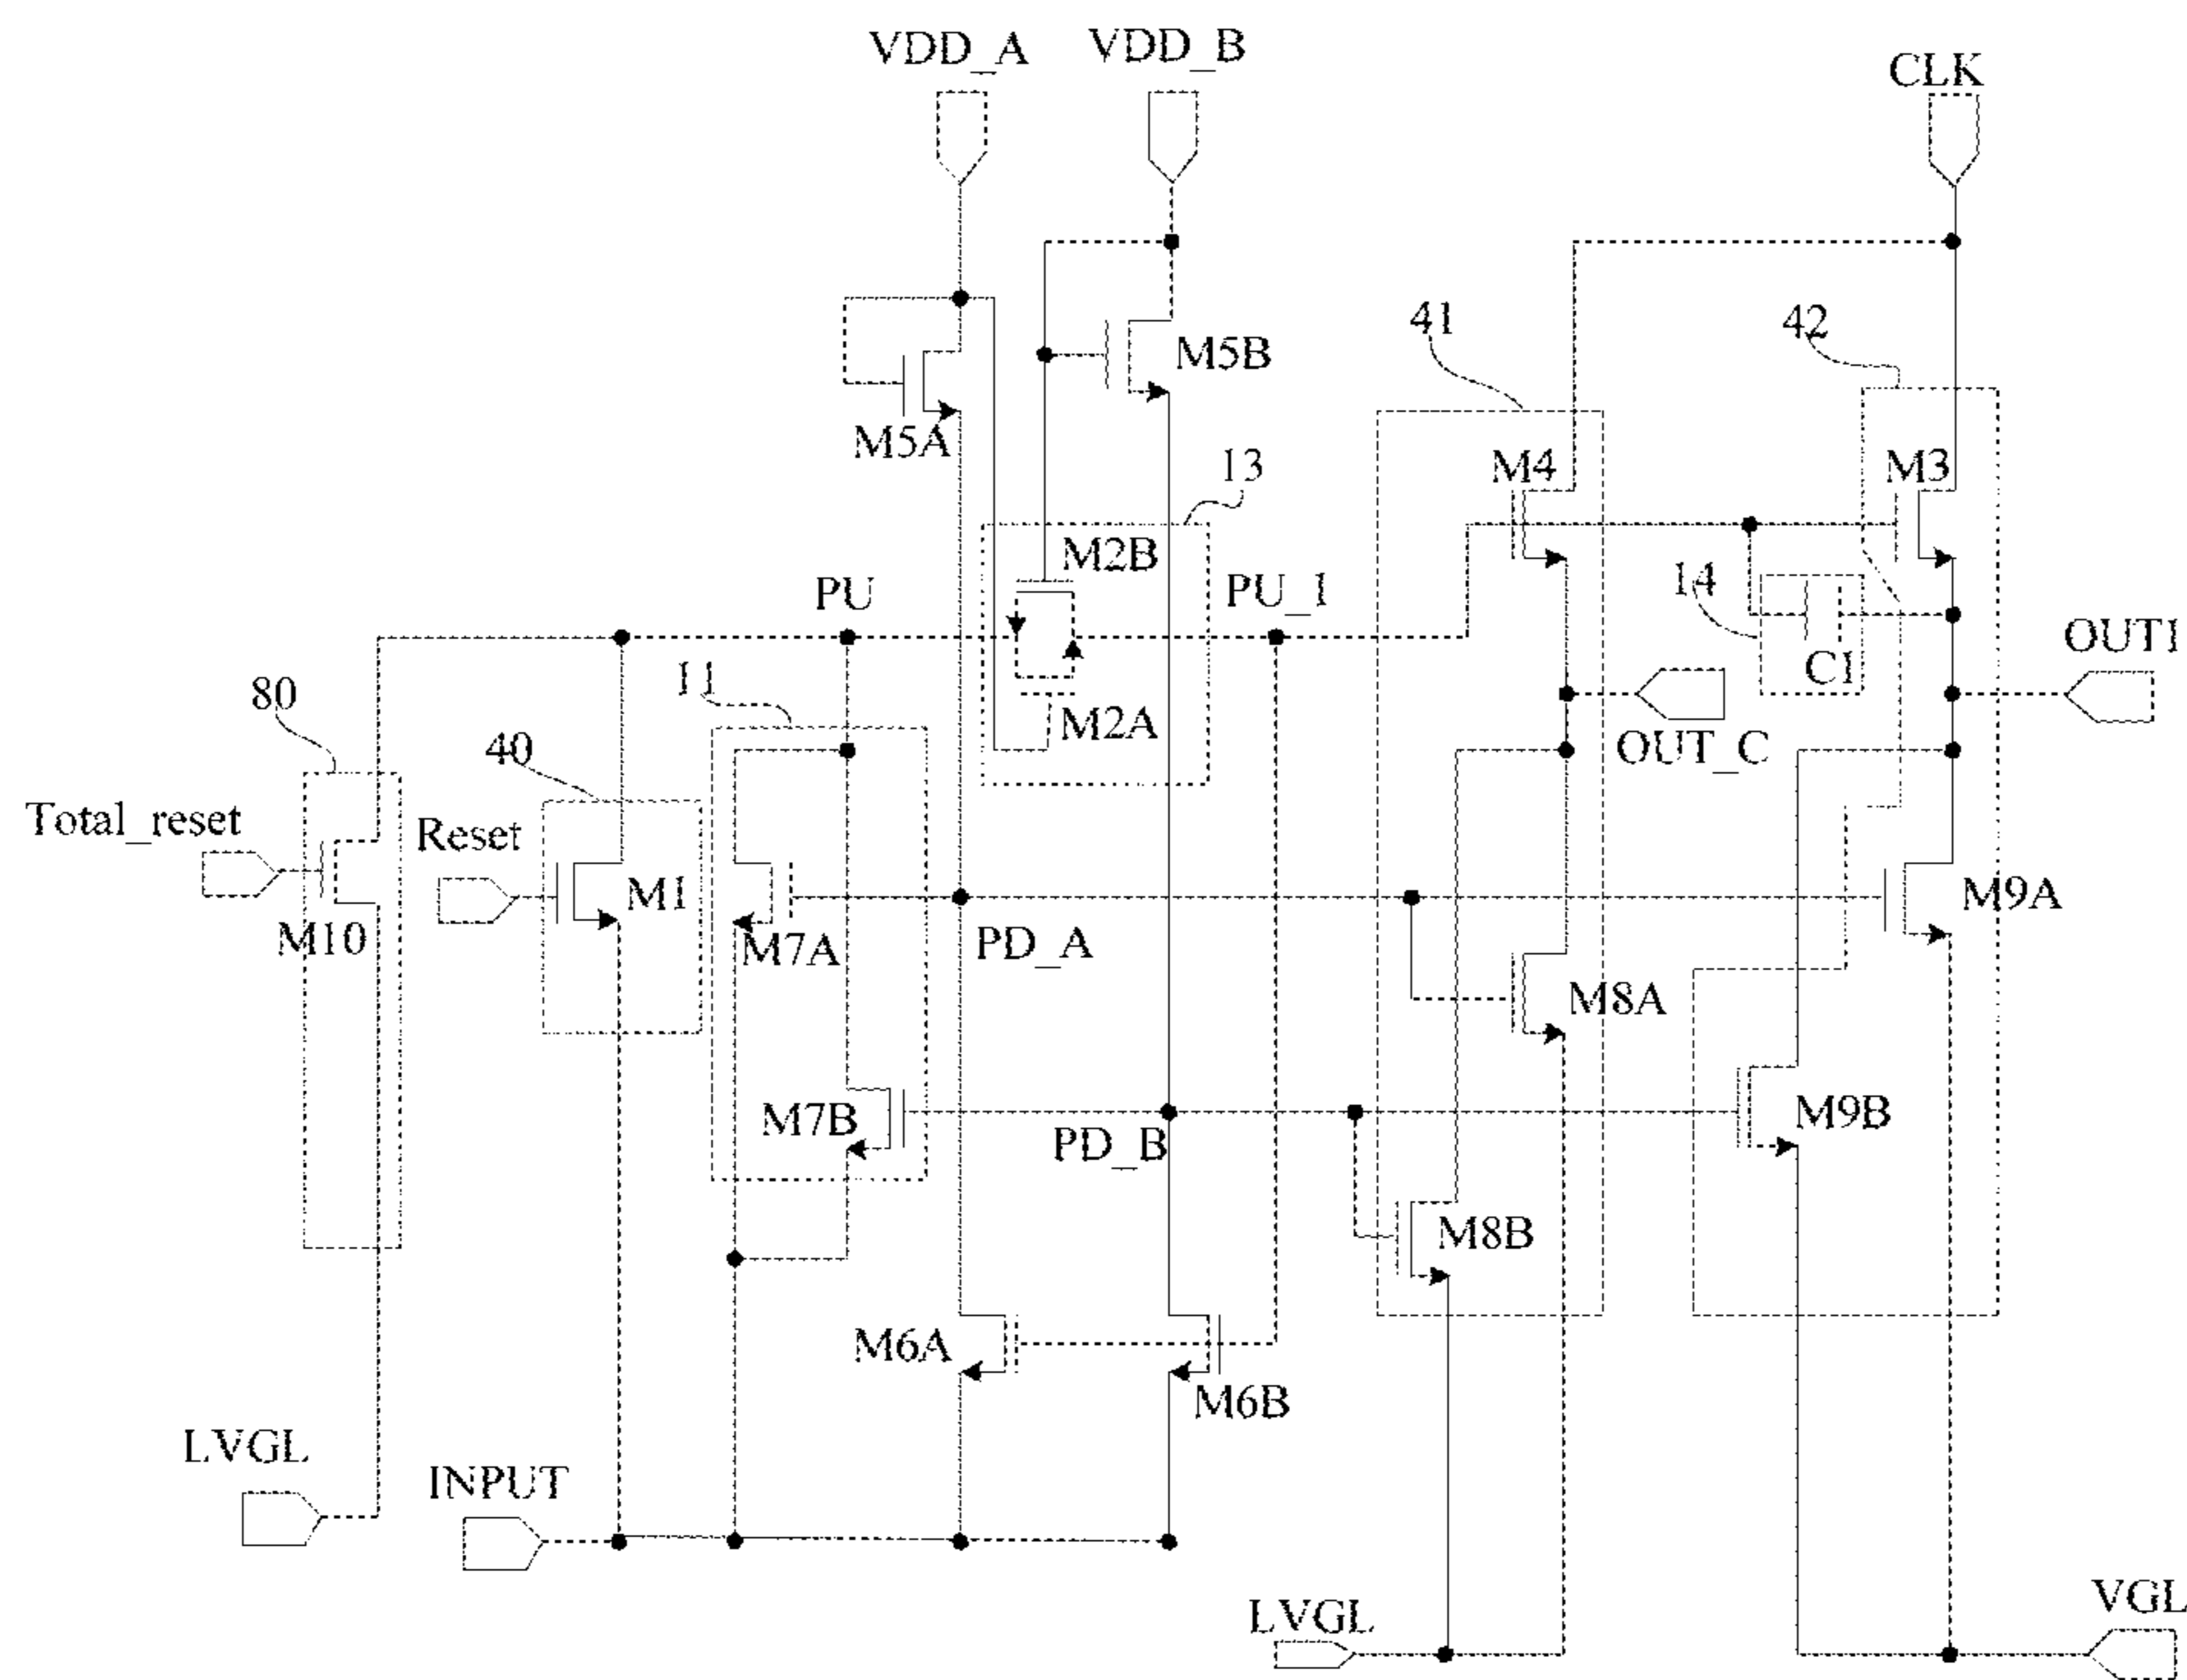 VDD_A
VDD_B
CLK
41
42
M5B
M5A
13
M4
M3
M2B
PU
PU_1
14
C1
OUT1
80
11
M2A
40
OUT_C
Total_reset
Reset
M1
M9A
M10
M7A
PD_A
M8A
M7B
PD_B
M9B
M8B
M6A
M6B
LVGL
INPUT
LVGL
VGL